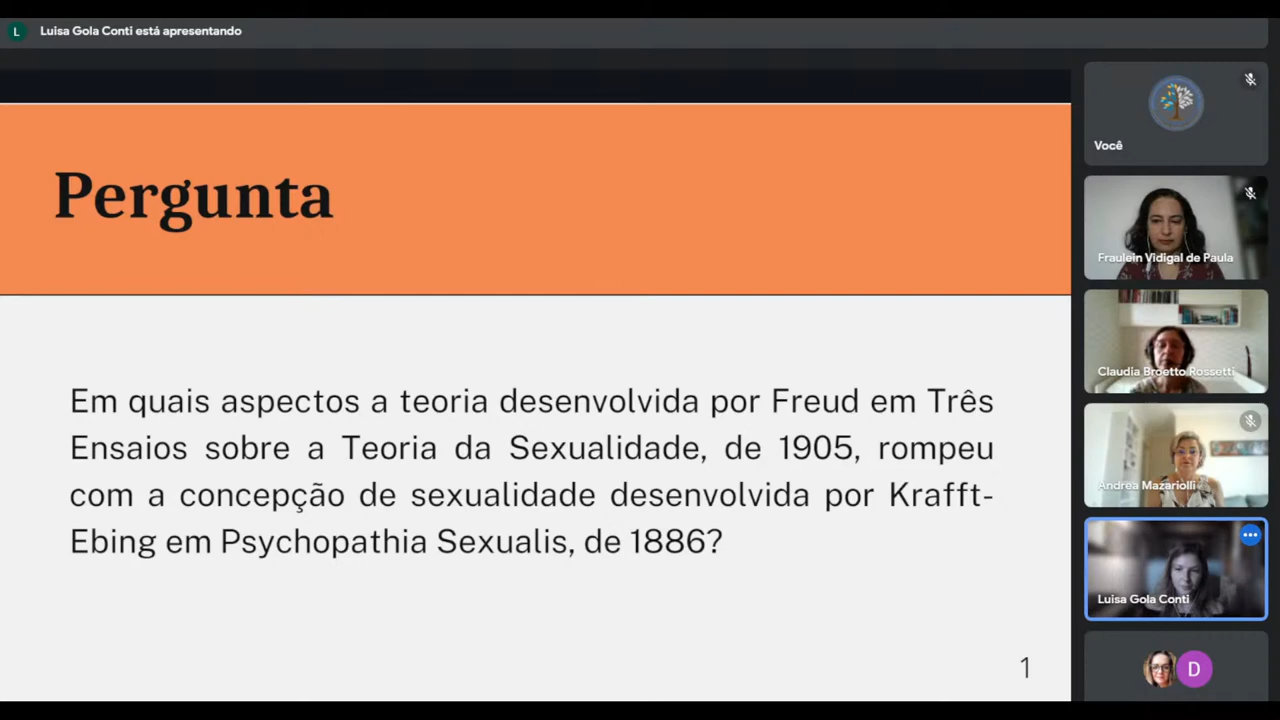 L
Luisa Gola Conti está apresentando
Pergunta
Em quais aspectos a teoria desenvolvida por Freud em Três
Ensaios sobre a Teoria da Sexualidade, de 1905, rompeu
com a concepção de sexualidade desenvolvida por Krafft-
Ebing em Psychopathia Sexualis, de 1886?
1
Você
Fraulein Vidigal de Paula
Claudia Broetto Rossetti
Andrea Mazariolli
Luisa Gola Conti
D